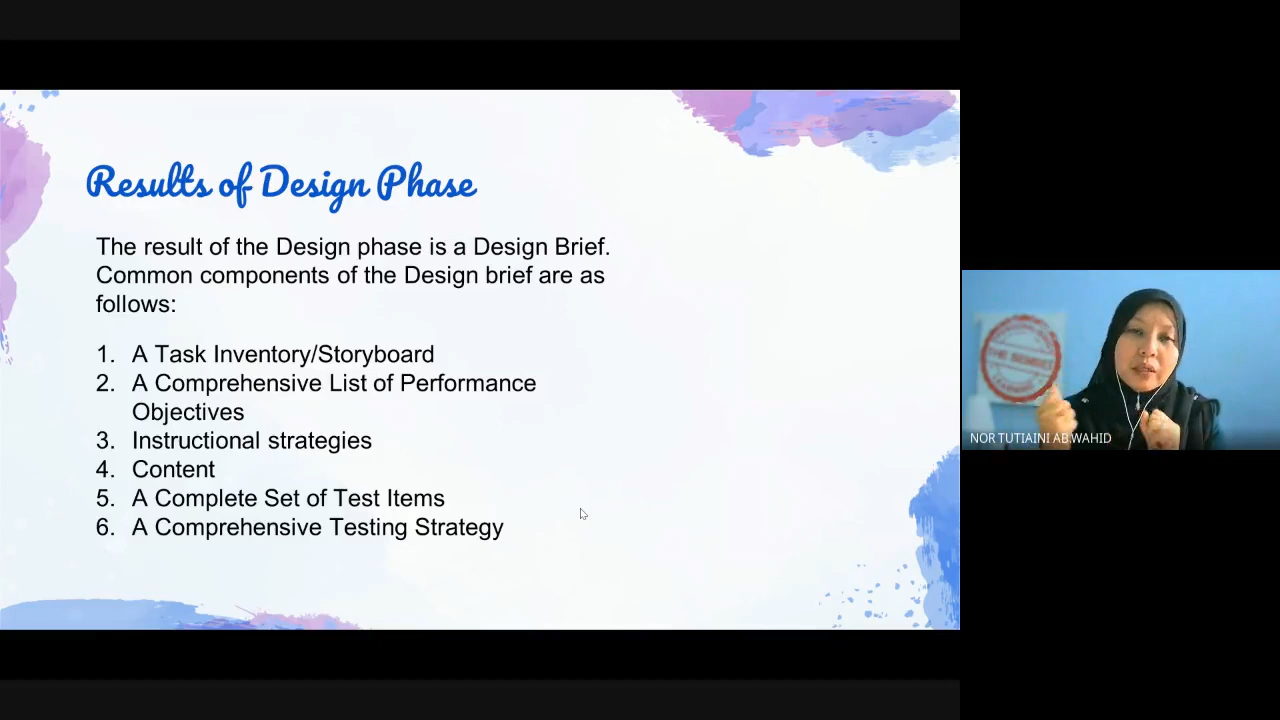 Results of Design Phase
The result of the Design phase is a Design Brief.
Common components of the Design brief are as
follows:
1. A Task Inventory/Storyboard
2. A Comprehensive List of Performance
Objectives
3. Instructional strategies
4. Content
5. A Complete Set of Test Items
6. A Comprehensive Testing Strategy
NOR TUTIAINI AB.WAHID